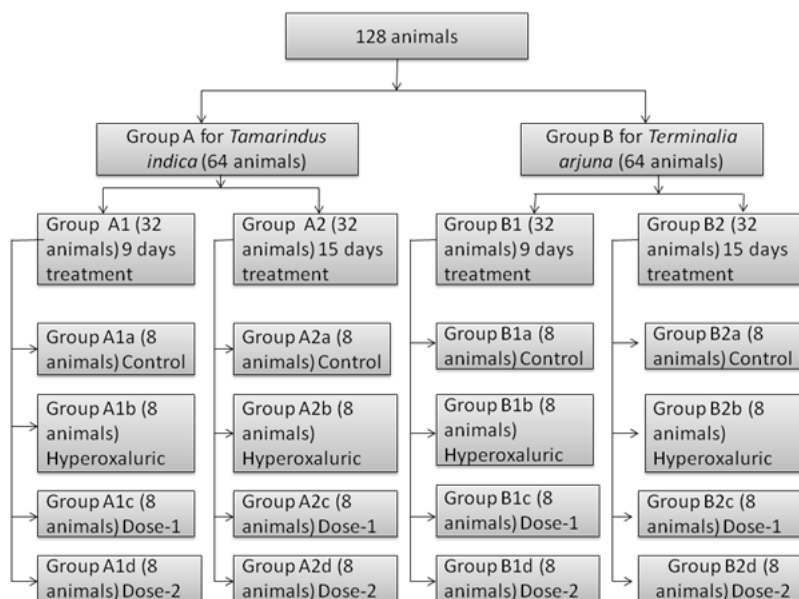 128 animals
Group A for Tamarindus
indica (64 animals)
Group B for Terminalia
arjuna (64 animals)
Group A1 (32
animals) 9 days
treatment
Group A2 (32
animals) 15 days
treatment
Group B1 (32
animals) 9 days
treatment
Group B2 (32
animals) 15 days
treatment
Group A1a (8
animals) Control
Group A2a (8
animals) Control
Group B1a (8
animals) Control
Group B2a (8
animals) Control
Group A1b (8
animals)
Hyperoxaluric
Group A2b (8
animals)
Hyperoxaluric
Group B1b (8
animals)
Hyperoxaluric
Group B2b (8
animals)
Hyperoxaluric
Group A1c (8
animals) Dose-1
Group A2c (8
animals) Dose-1
Group B1c (8
animals) Dose-1
Group B2c (8
animals) Dose-1
Group A1d (8
animals) Dose-2
Group A2d (8
animals) Dose-2
Group B1d (8
animals) Dose-2
Group B2d (8
animals) Dose-2